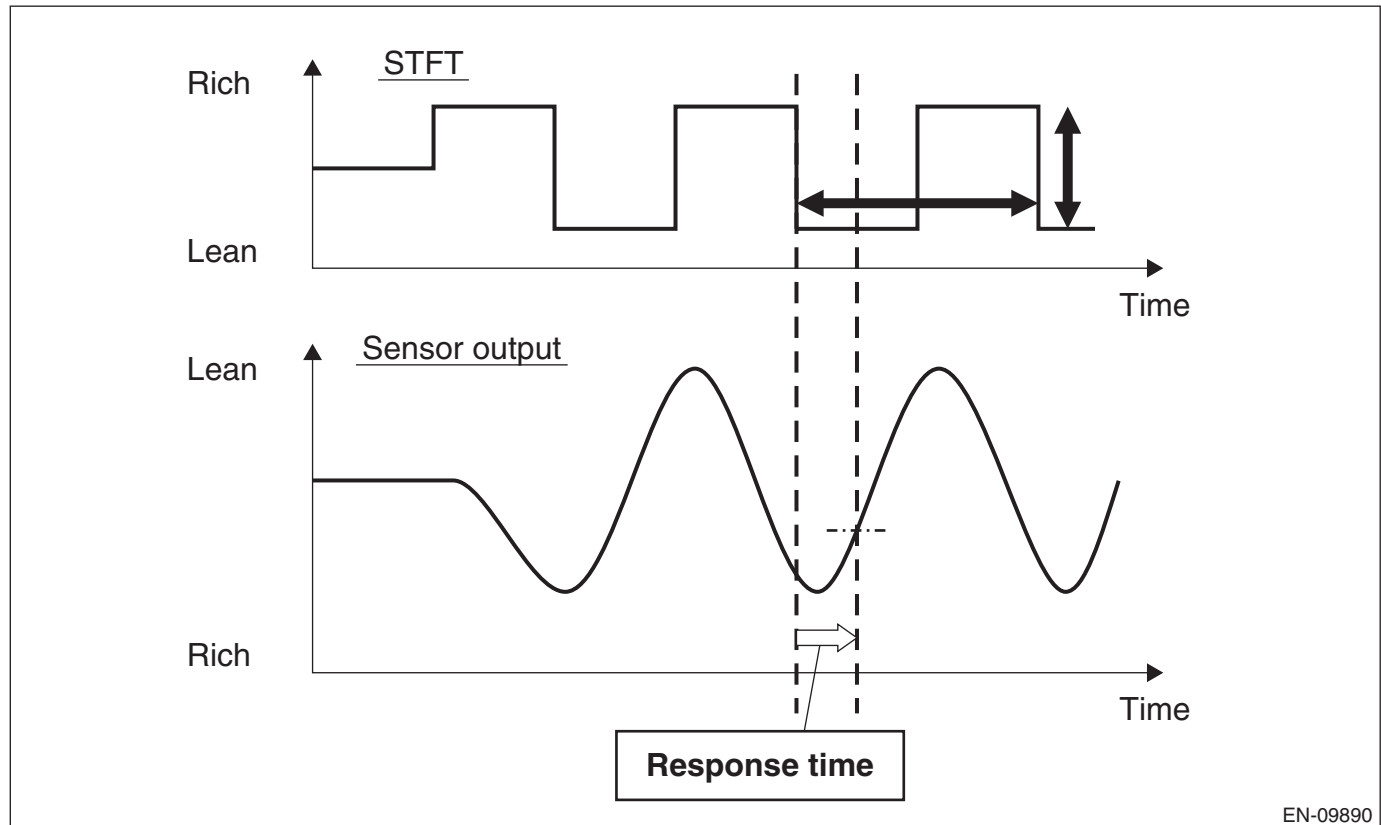 STFT
Rich
Lean
Time
Sensor output
Lean
Rich
Time
Response time
EN-09890